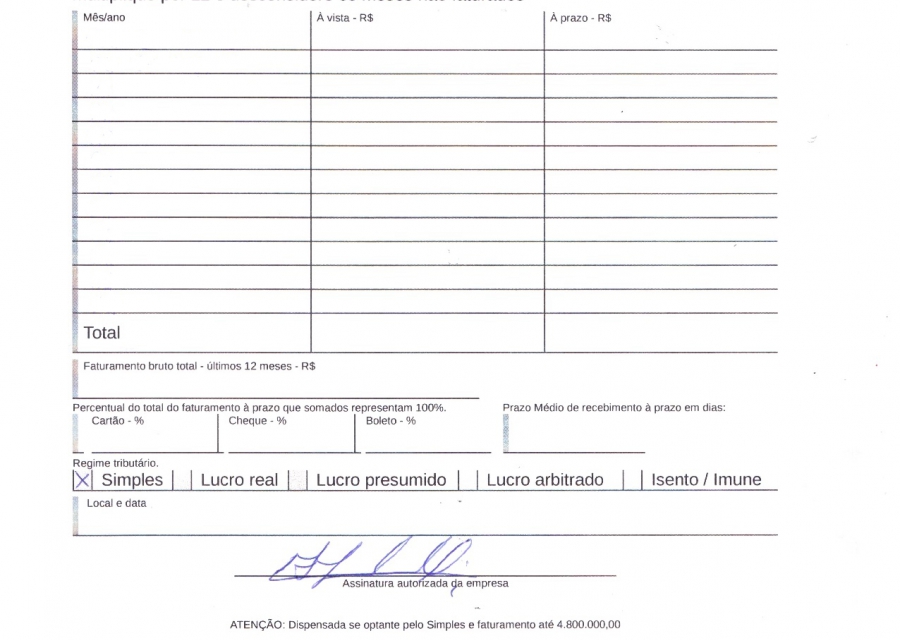 Mês/ano À vista - R$ À prazo - R$
Total
Faturamento bruto total - últimos 12 meses - R$
Percentual do total do faturamento à prazo que somados representam 100%. Prazo Médio de recebimento à prazo em dias:
Cartão - % Cheque - % Boleto - %
Regime tributário.
X Simples Lucro real Lucro presumido Lucro arbitrado Isento / Imune
Local e data
Assinatura autorizada da empresa
ATENÇÃO: Dispensada se optante pelo Simples e faturamento até 4.800.000,00